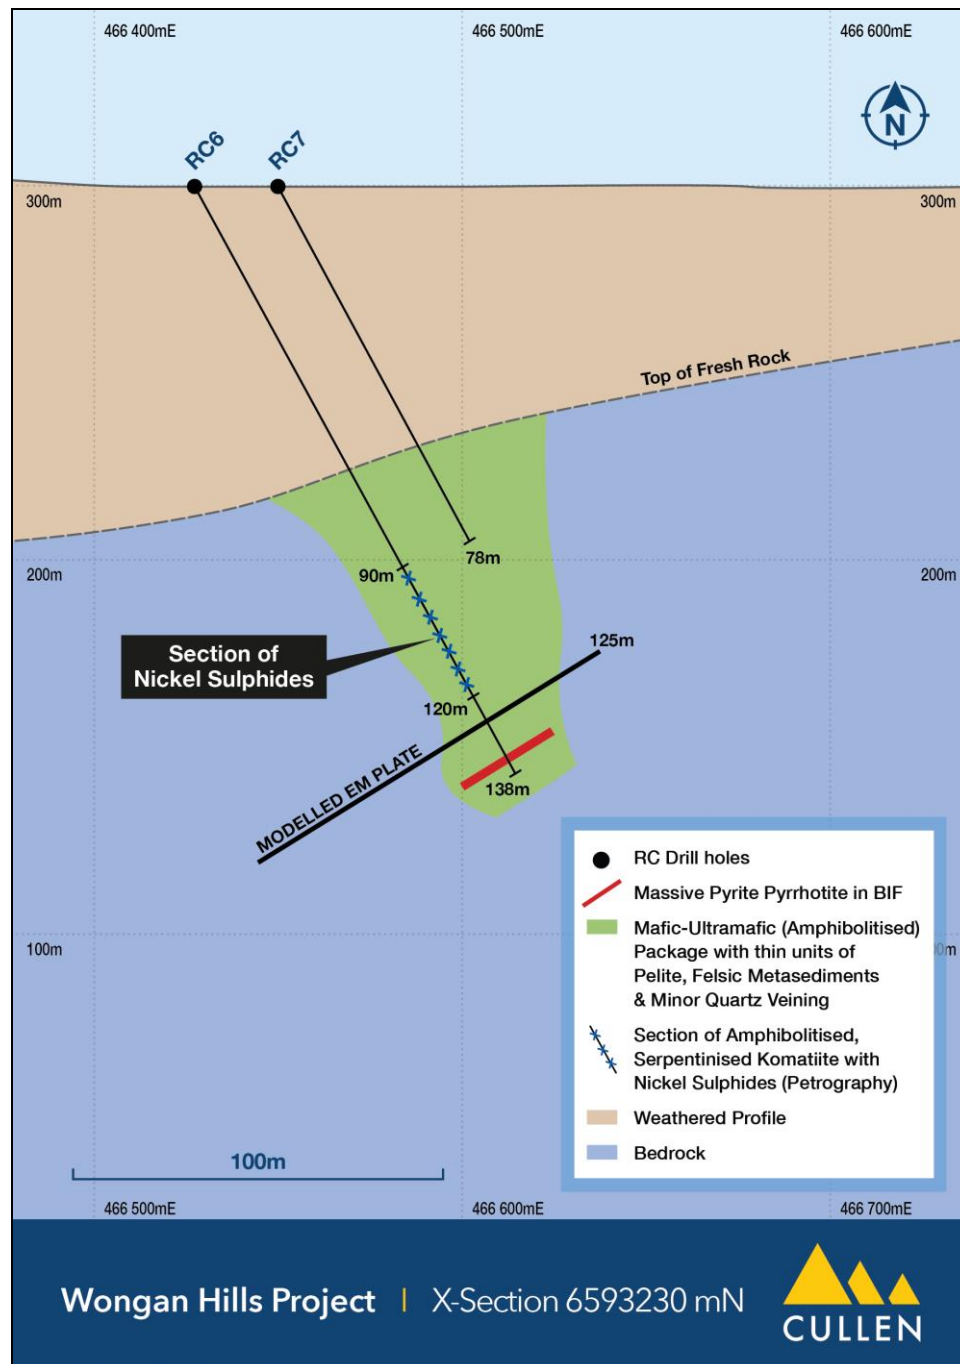 466 400mE
466 500mE
466 600mE
N
RC6
RC7
300m
300m
Top of Fresh Rock
78m
90m
200m
200m
Section of
Nickel Sulphides
125m
120m
MODELLED EM PLATE
138m
100m
0m
RC Drill holes
Massive Pyrite Pyrrhotite in BIF
Mafic-Ultramafic (Amphibolitised)
Package with thin units of
Pelite, Felsic Metasediments
& Minor Quartz Veining
Section of Amphibolitised,
Serpentinised Komatiite with
Nickel Sulphides (Petrography)
Weathered Profile
Bedrock
100m
466 500mE
466 600mE
466 700mE
Wongan Hills Project | X-Section 6593230 mN
CULLEN